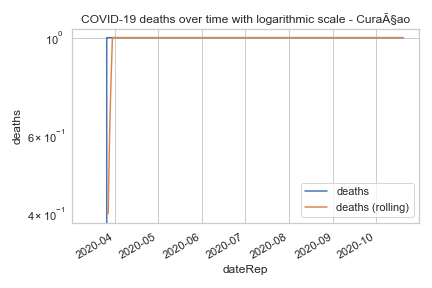 COVID-19 deaths over time with logarithmic scale - CuraÃ§ao
10⁰
6 × 10⁻¹
4 × 10⁻¹
deaths
deaths
deaths (rolling)
2020-04
2020-05
2020-06
2020-07
2020-08
2020-09
2020-10
dateRep